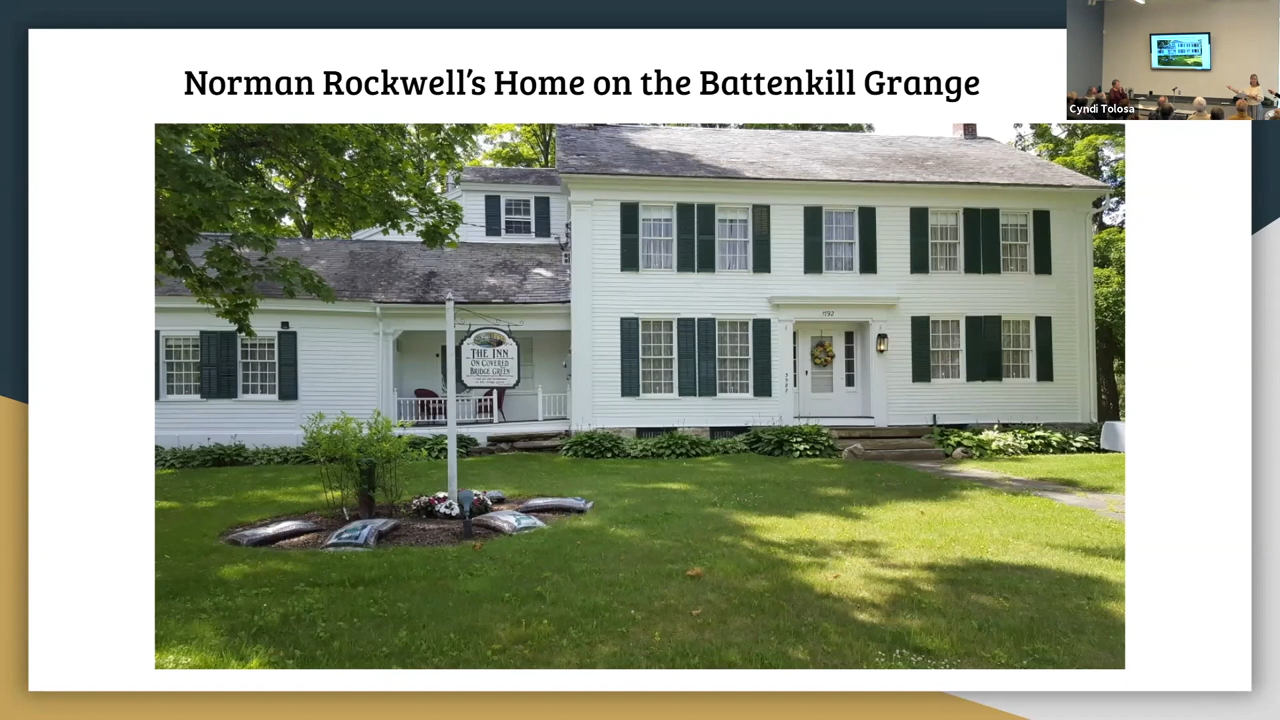 Norman Rockwell's Home on the Battenkill Grange
Cyndi Tolosa
1792
THE INN
ON COVERED
BRIDGE GREEN